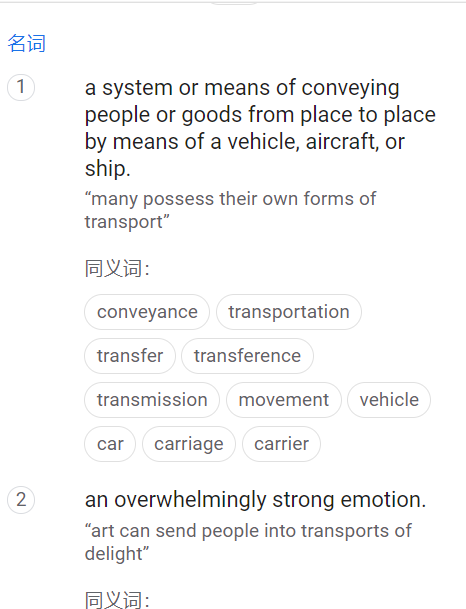 名词
1
a system or means of conveying
people or goods from place to place
by means of a vehicle, aircraft, or
ship.
“many possess their own forms of
transport”
同义词：
conveyance transportation
transfer transference
transmission movement vehicle
car carriage carrier
2
an overwhelmingly strong emotion.
“art can send people into transports of
delight”
同义词：